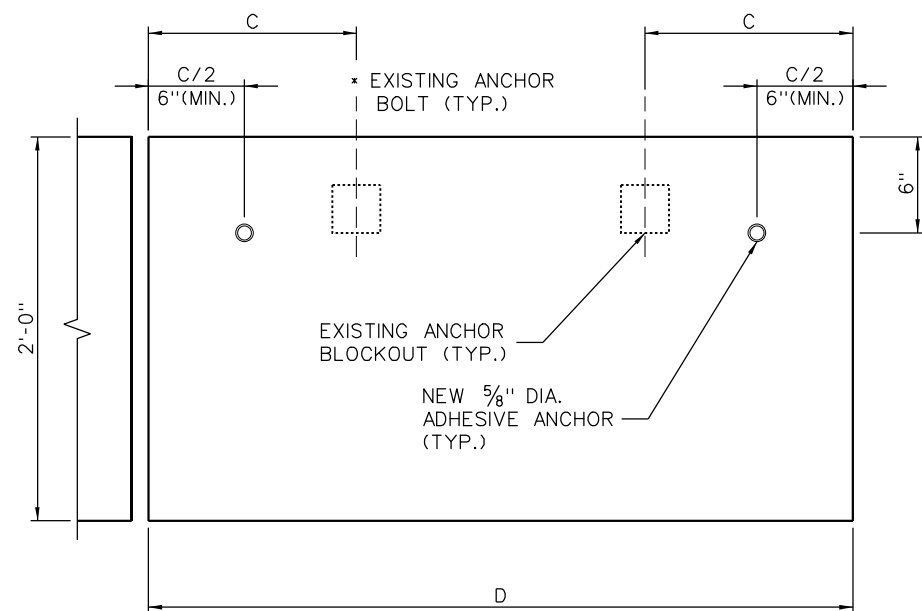 C
C
C/2
6"(MIN.)
* EXISTING ANCHOR
BOLT (TYP.)
C/2
6"(MIN.)
6"
2'-0"
EXISTING ANCHOR
BLOCKOUT (TYP.)
NEW ⅝" DIA.
ADHESIVE ANCHOR
(TYP.)
D